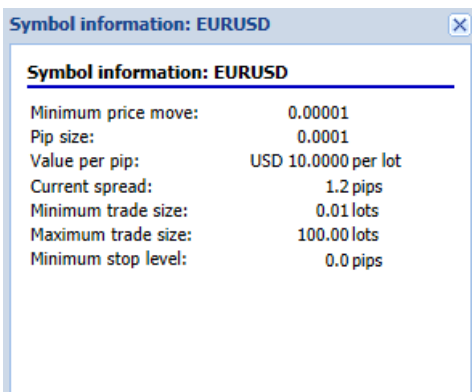 Symbol information: EURUSD
Symbol information: EURUSD
Minimum price move: 0.00001
Pip size: 0.0001
Value per pip: USD 10.0000 per lot
Current spread: 1.2 pips
Minimum trade size: 0.01 lots
Maximum trade size: 100.00 lots
Minimum stop level: 0.0 pips